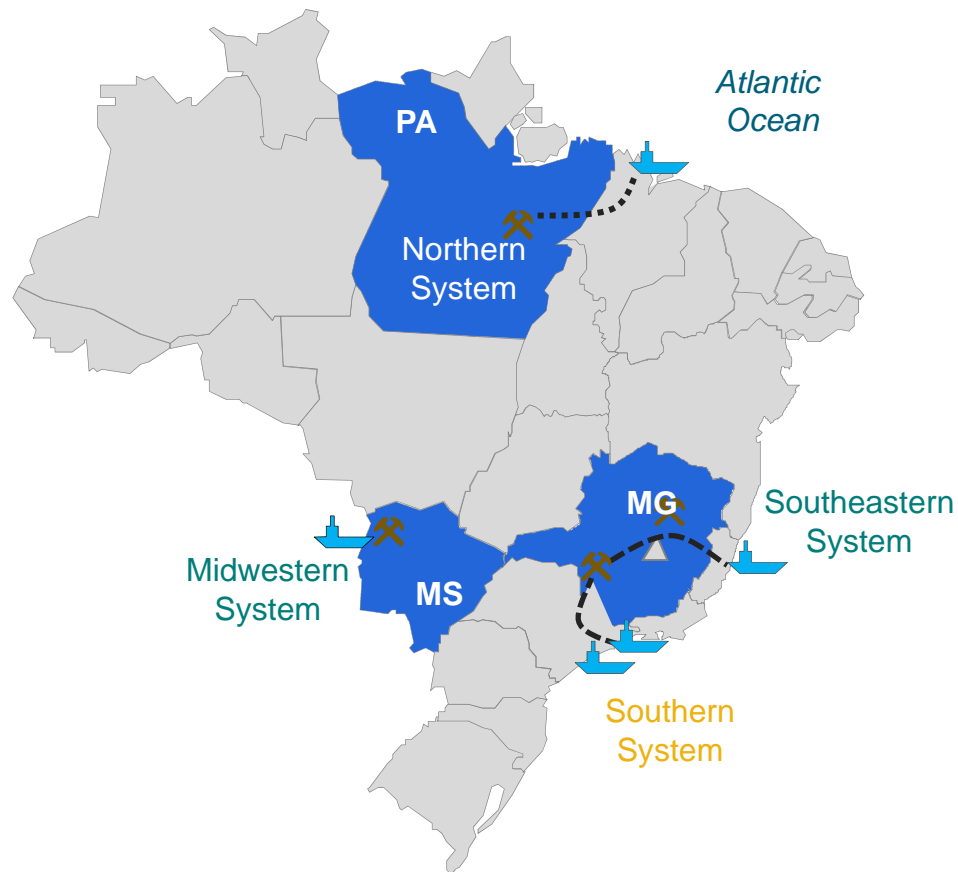 Atlantic
Ocean
PA
Northern
System
MG
Southeastern
System
Midwestern
System
MS
Southern
System